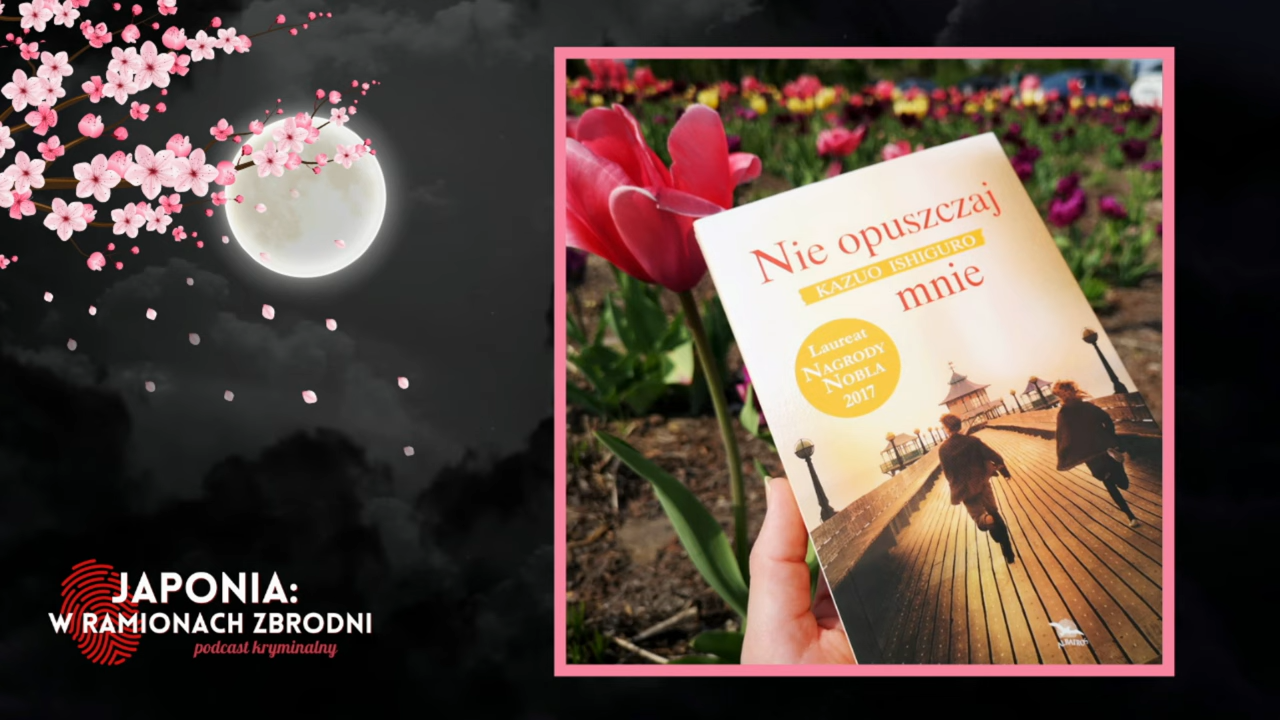 JAPONIA:
W RAMIONACH ZBRODNI
podcast kryminalny
Nie opuszczaj
KAZUO ISHIGURO
mnie
Laureat
NAGRODY
NOBLA
2017